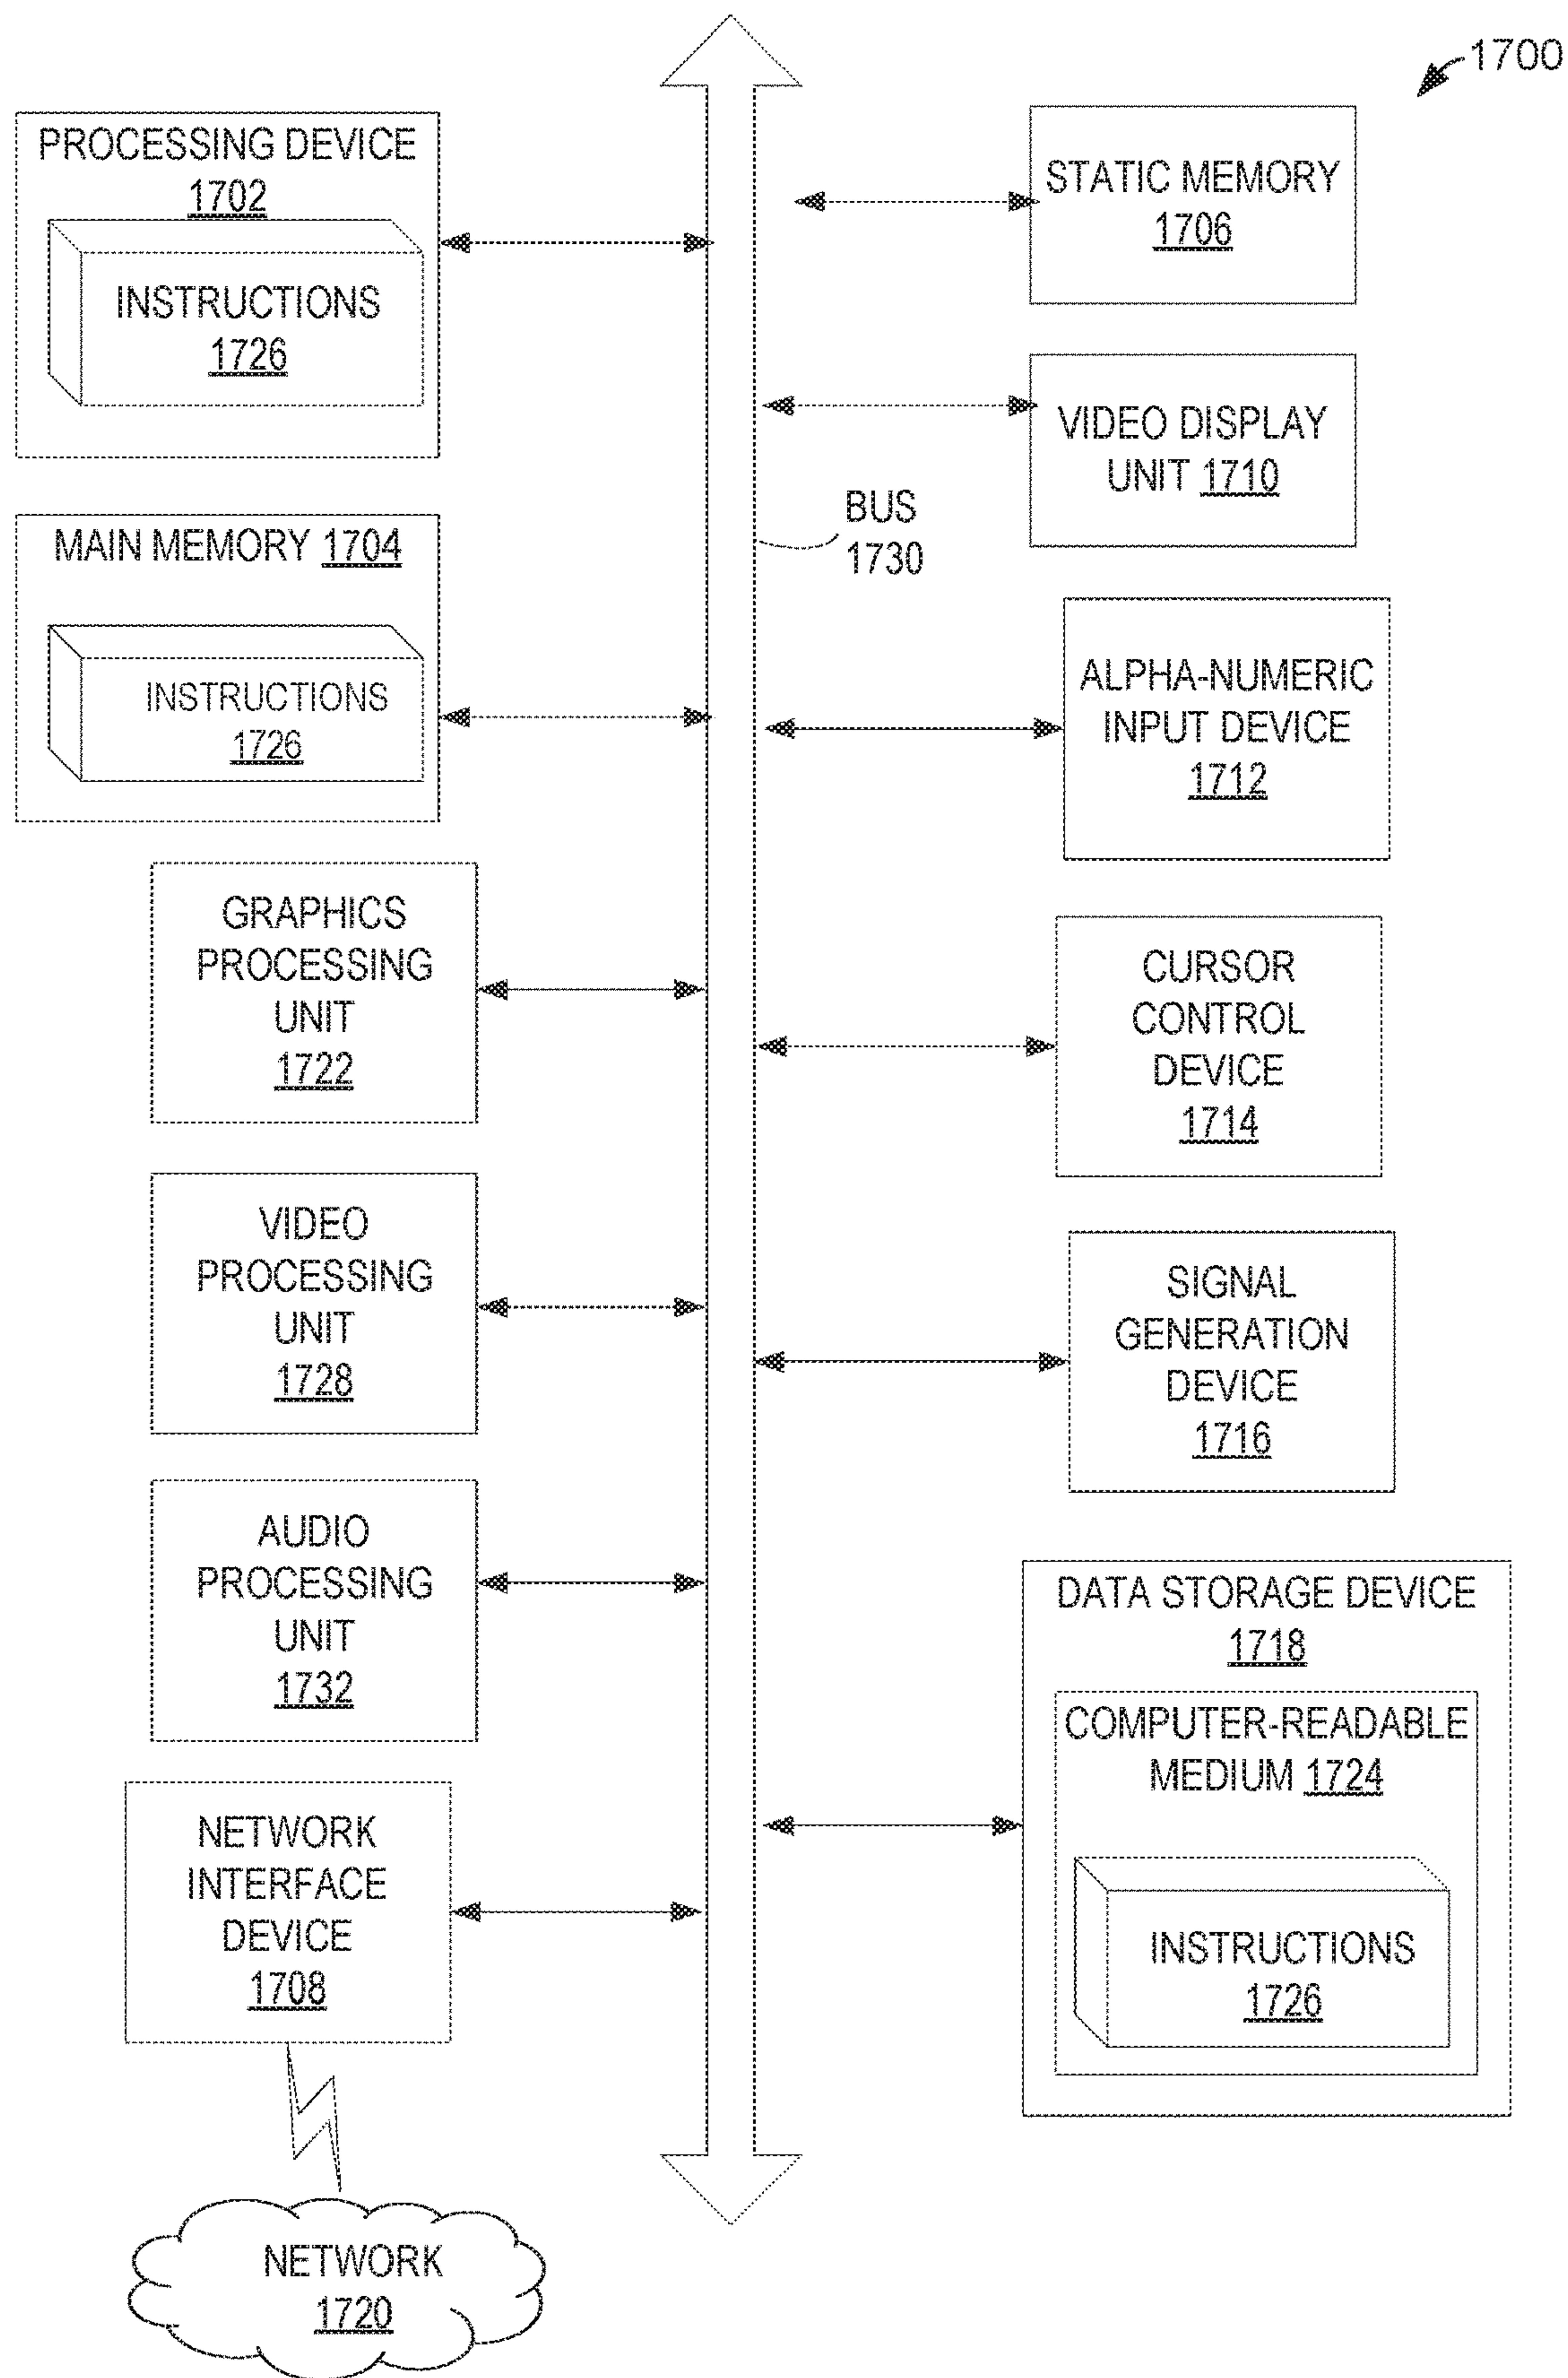 1700
PROCESSING DEVICE
1702
INSTRUCTIONS
1726
MAIN MEMORY 1704
INSTRUCTIONS
1726
GRAPHICS
PROCESSING
UNIT
1722
VIDEO
PROCESSING
UNIT
1728
AUDIO
PROCESSING
UNIT
1732
NETWORK
INTERFACE
DEVICE
1708
NETWORK
1720
BUS
1730
STATIC MEMORY
1706
VIDEO DISPLAY
UNIT 1710
ALPHA-NUMERIC
INPUT DEVICE
1712
CURSOR
CONTROL
DEVICE
1714
SIGNAL
GENERATION
DEVICE
1716
DATA STORAGE DEVICE
1718
COMPUTER-READABLE
MEDIUM 1724
INSTRUCTIONS
1726